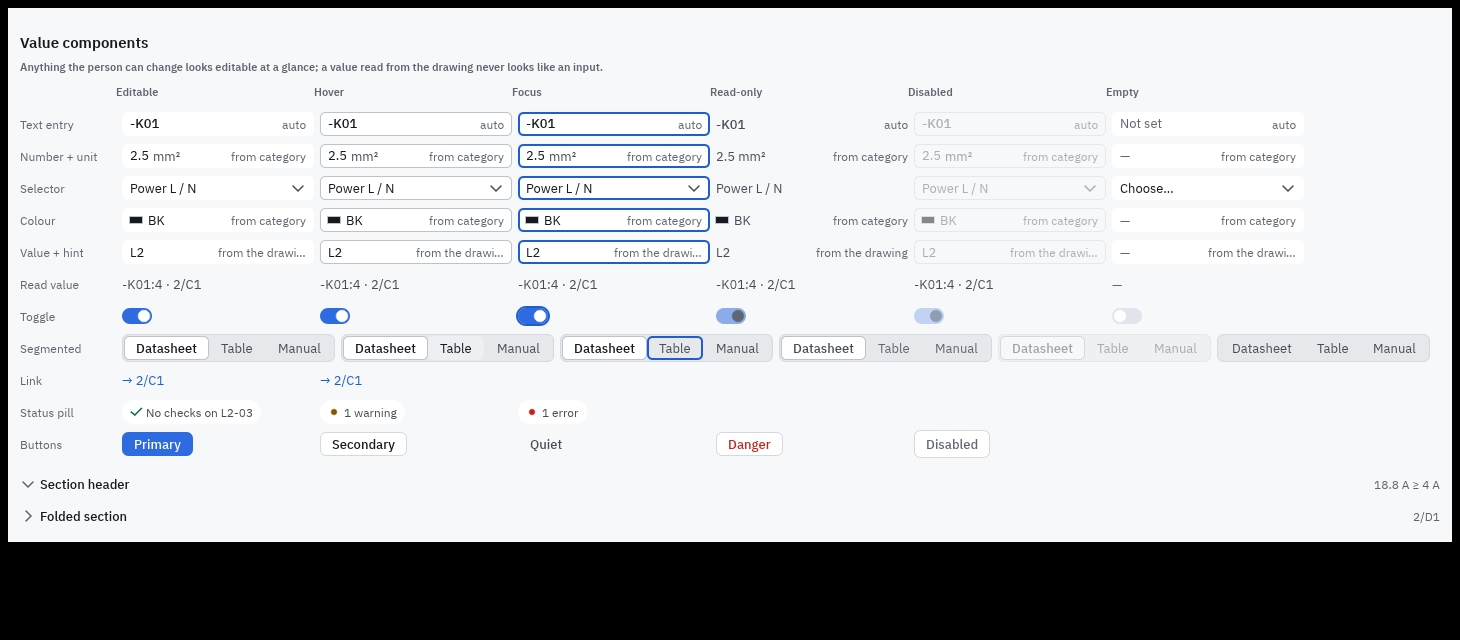 Value components
Anything the person can change looks editable at a glance; a value read from the drawing never looks like an input.
Editable Hover Focus Read-only Disabled Empty
Text entry -K01 auto -K01 auto -K01 auto -K01 auto -K01 auto Not set auto
Number + unit 2.5 mm² from category 2.5 mm² from category 2.5 mm² from category 2.5 mm² from category 2.5 mm² from category — from category
Selector Power L / N Power L / N Power L / N Power L / N Power L / N Choose...
Colour BK from category BK from category BK from category BK from category BK from category — from category
Value + hint L2 from the drawi... L2 from the drawi... L2 from the drawi... L2 from the drawing L2 from the drawi... — from the drawi...
Read value -K01:4 · 2/C1 -K01:4 · 2/C1 -K01:4 · 2/C1 -K01:4 · 2/C1 -K01:4 · 2/C1 —
Toggle
Segmented Datasheet Table Manual Datasheet Table Manual Datasheet Table Manual Datasheet Table Manual Datasheet Table Manual Datasheet Table Manual
Link → 2/C1 → 2/C1
Status pill No checks on L2-03 1 warning 1 error
Buttons Primary Secondary Quiet Danger Disabled
Section header 18.8 A ≥ 4 A
Folded section 2/D1